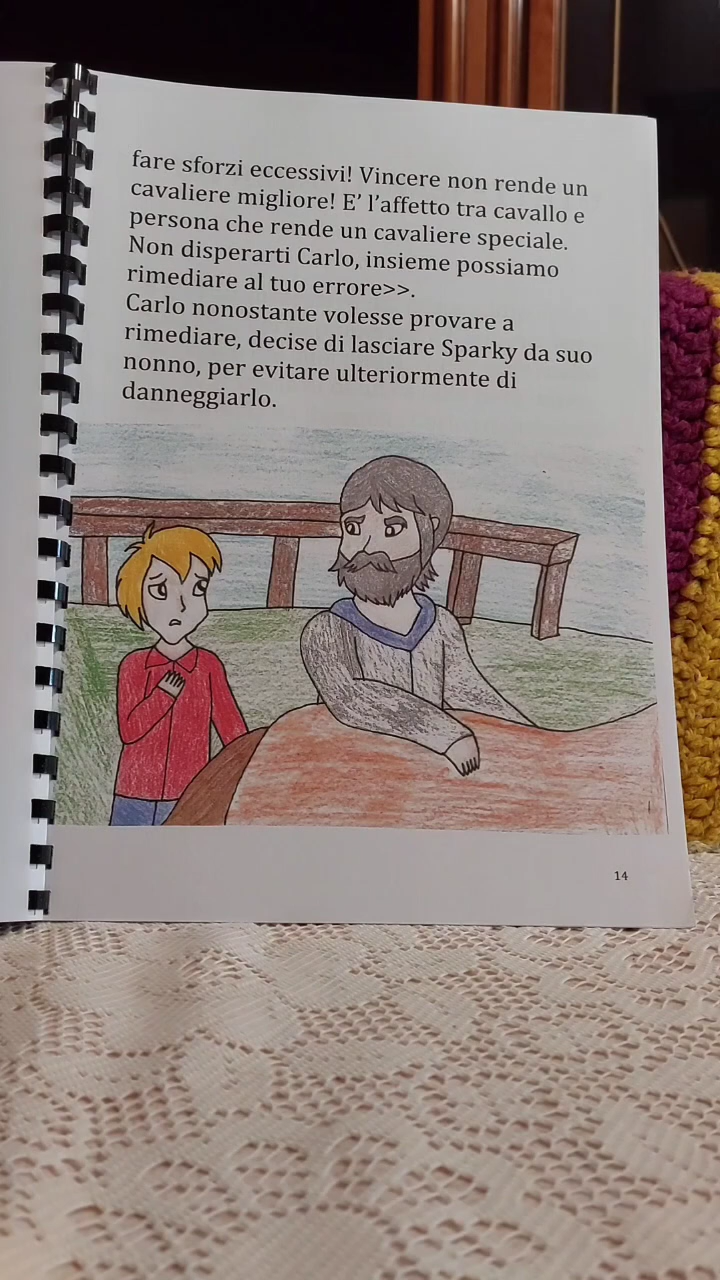 fare sforzi eccessivi! Vincere non rende un
cavaliere migliore! E' l'affetto tra cavallo e
persona che rende un cavaliere speciale.
Non disperarti Carlo, insieme possiamo
rimediare al tuo errore>>.
Carlo nonostante volesse provare a
rimediare, decise di lasciare Sparky da suo
nonno, per evitare ulteriormente di
danneggiarlo.
14